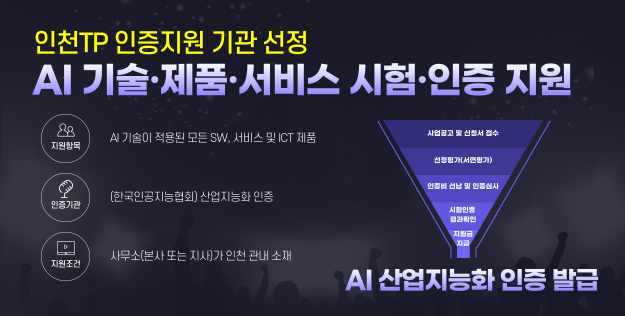 인천TP 인증지원 기관 선정
AI 기술·제품·서비스 시험·인증 지원
지원항목
AI 기술이 적용된 모든 SW, 서비스 및 ICT 제품
인증기관
(한국인공지능협회) 산업지능화 인증
지원조건
사무소(본사 또는 지사)가 인천 관내 소재
사업공고 및 신청서 접수
선정평가(서면평가)
인증비 선납 및 인증심사
시험인증
결과확인
지원금
지급
AI 산업지능화 인증 발급